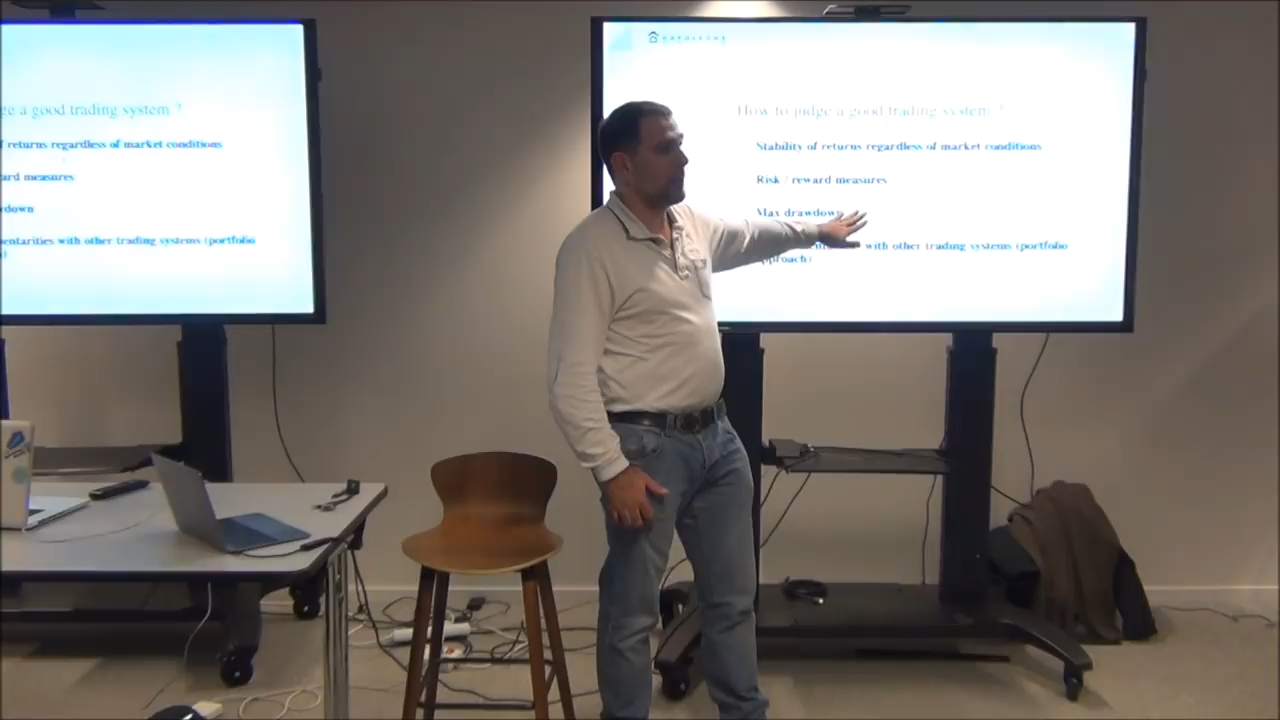 ge a good trading system ?
f returns regardless of market conditions
ard measures
down
entarities with other trading systems (portfolio
)
How to judge a good trading system ?
Stability of returns regardless of market conditions
Risk / reward measures
Max drawdown
with other trading systems (portfolio
approach)